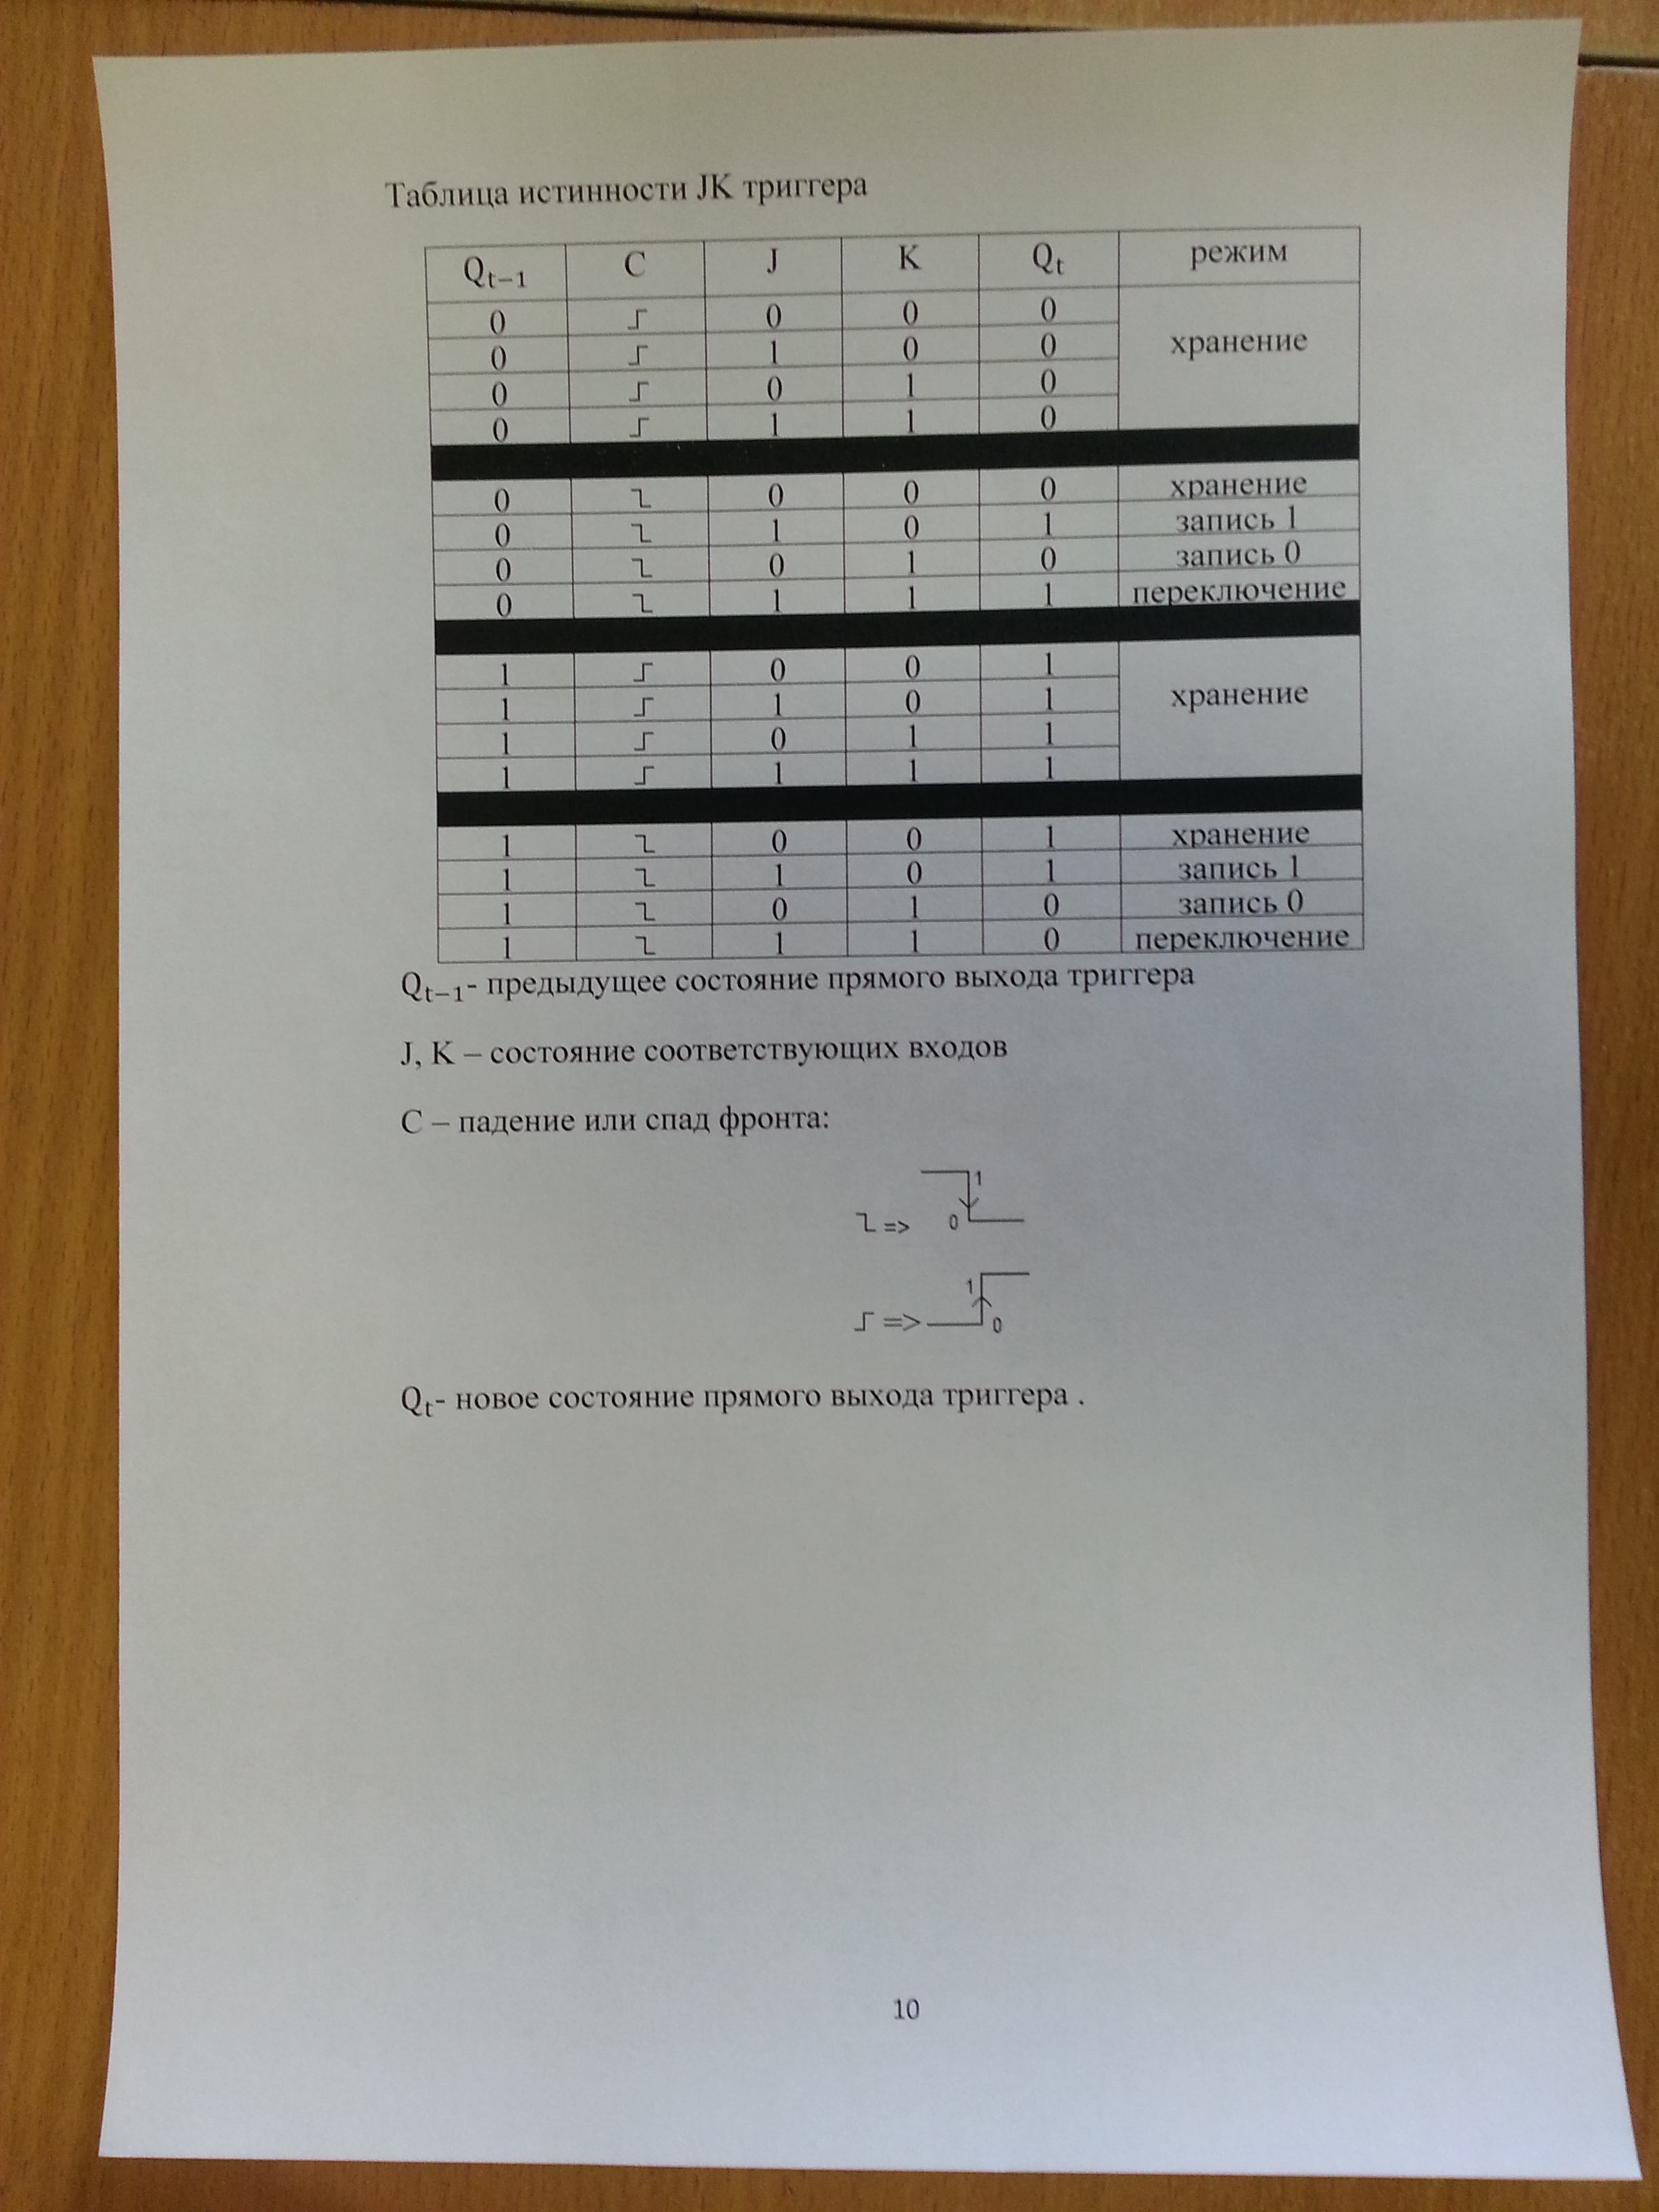 Таблица истинности JK триггера
Qt−1 C J K Qt режим
0 0 0 0 хранение
0 1 0 0
0 0 1 0
0 1 1 0
0 0 0 0 хранение
0 1 0 1 запись 1
0 0 1 0 запись 0
0 1 1 1 переключение
1 0 0 1 хранение
1 1 0 1
1 0 1 1
1 1 1 1
1 0 0 1 хранение
1 1 0 1 запись 1
1 0 1 0 запись 0
1 1 1 0 переключение
Qt−1- предыдущее состояние прямого выхода триггера
J, K – состояние соответствующих входов
C – падение или спад фронта:
=> 0 1
=> 1 0
Qt- новое состояние прямого выхода триггера .
10